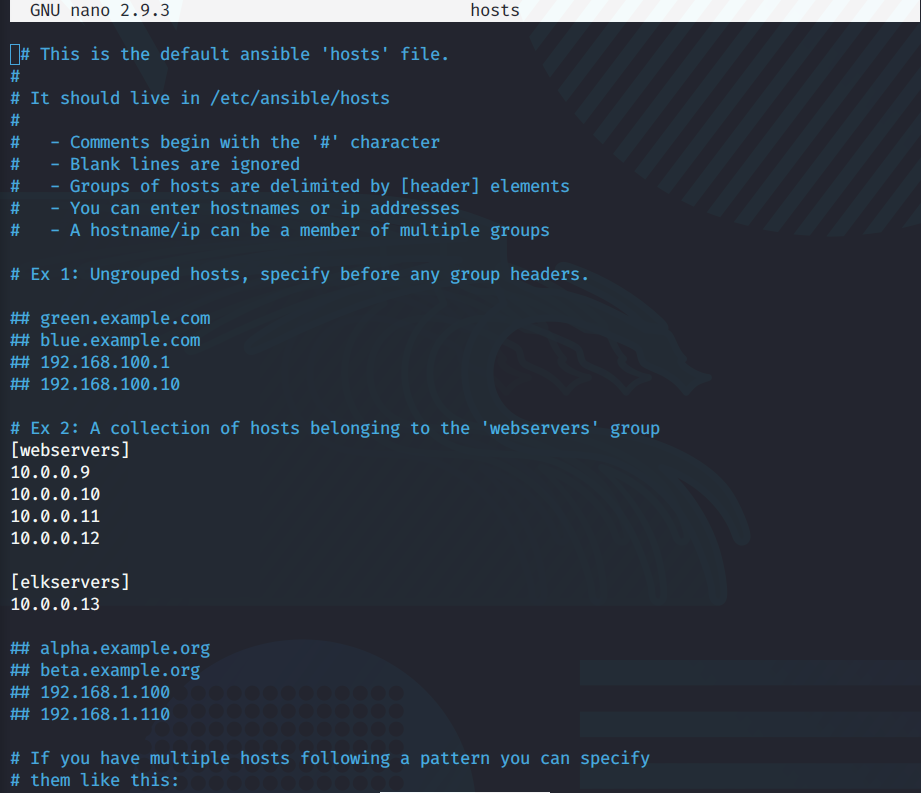 GNU nano 2.9.3 hosts
# This is the default ansible 'hosts' file.
#
# It should live in /etc/ansible/hosts
#
#   - Comments begin with the '#' character
#   - Blank lines are ignored
#   - Groups of hosts are delimited by [header] elements
#   - You can enter hostnames or ip addresses
#   - A hostname/ip can be a member of multiple groups
# Ex 1: Ungrouped hosts, specify before any group headers.
## green.example.com
## blue.example.com
## 192.168.100.1
## 192.168.100.10
# Ex 2: A collection of hosts belonging to the 'webservers' group
[webservers]
10.0.0.9
10.0.0.10
10.0.0.11
10.0.0.12
[elkservers]
10.0.0.13
## alpha.example.org
## beta.example.org
## 192.168.1.100
## 192.168.1.110
# If you have multiple hosts following a pattern you can specify
# them like this: